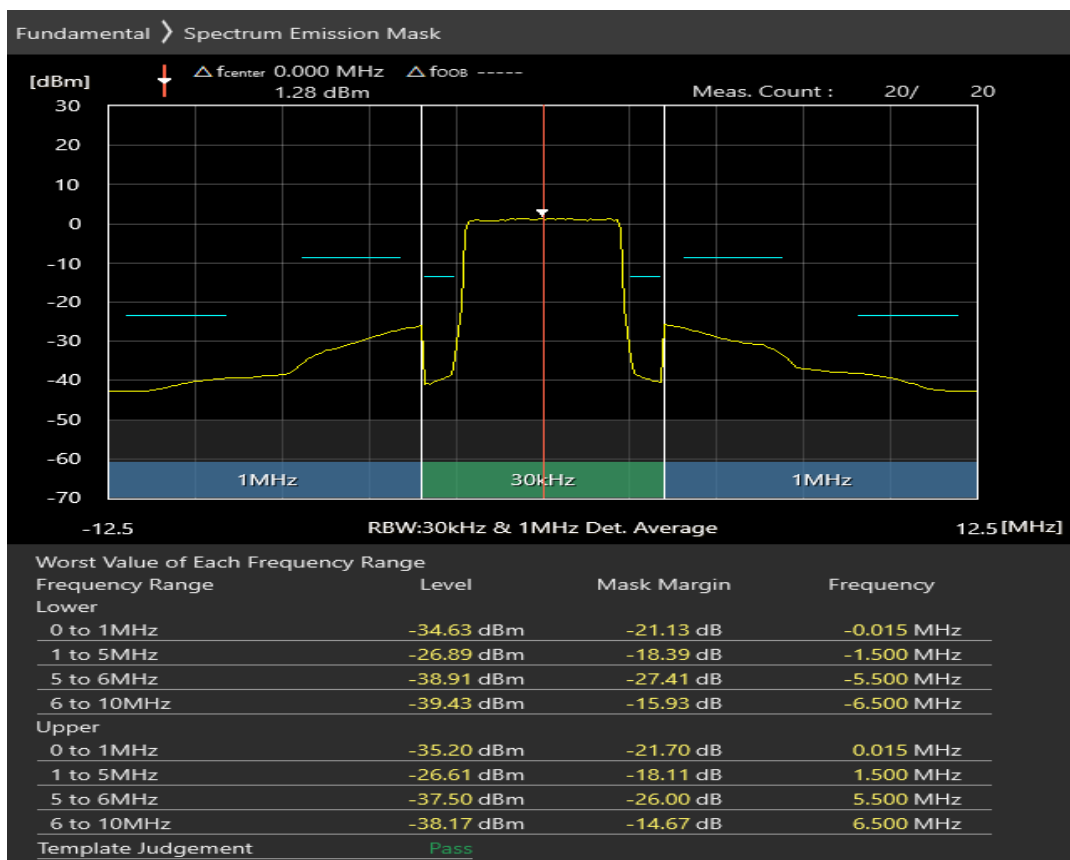 Fundamental ❯ Spectrum Emission Mask
[dBm] △ fcenter 0.000 MHz △ fOOB -----
1.28 dBm Meas. Count : 20/ 20
30
20
10
0
-10
-20
-30
-40
-50
-60
-70
1MHz 30kHz 1MHz
-12.5 RBW:30kHz & 1MHz Det. Average 12.5 [MHz]
Worst Value of Each Frequency Range
Frequency Range Level Mask Margin Frequency
Lower
0 to 1MHz -34.63 dBm -21.13 dB -0.015 MHz
1 to 5MHz -26.89 dBm -18.39 dB -1.500 MHz
5 to 6MHz -38.91 dBm -27.41 dB -5.500 MHz
6 to 10MHz -39.43 dBm -15.93 dB -6.500 MHz
Upper
0 to 1MHz -35.20 dBm -21.70 dB 0.015 MHz
1 to 5MHz -26.61 dBm -18.11 dB 1.500 MHz
5 to 6MHz -37.50 dBm -26.00 dB 5.500 MHz
6 to 10MHz -38.17 dBm -14.67 dB 6.500 MHz
Template Judgement Pass